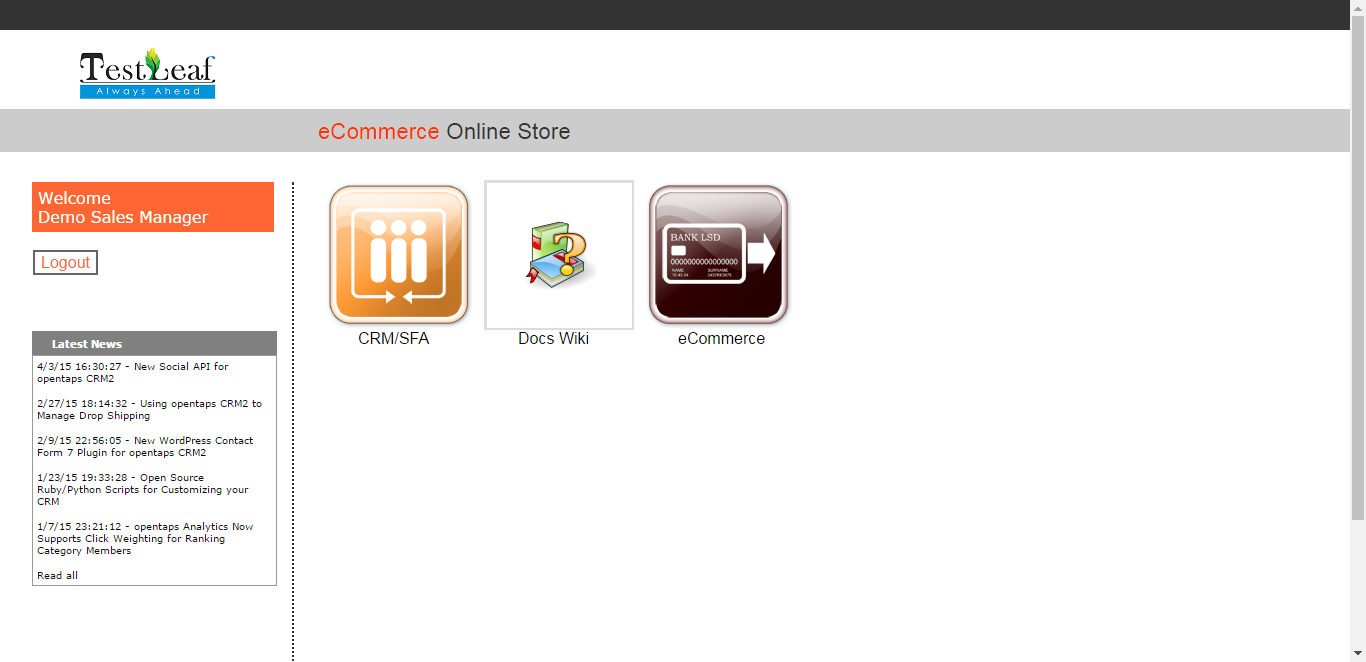 TestLeaf
Always Ahead
eCommerce Online Store
Welcome
Demo Sales Manager
Logout
Latest News
4/3/15 16:30:27 - New Social API for
opentaps CRM2
2/27/15 18:14:32 - Using opentaps CRM2 to
Manage Drop Shipping
2/9/15 22:56:05 - New WordPress Contact
Form 7 Plugin for opentaps CRM2
1/23/15 19:33:28 - Open Source
Ruby/Python Scripts for Customizing your
CRM
1/7/15 23:21:12 - opentaps Analytics Now
Supports Click Weighting for Ranking
Category Members
Read all
CRM/SFA
Docs Wiki
BANK LSD
0000000000000000
NAME SURNAME
eCommerce